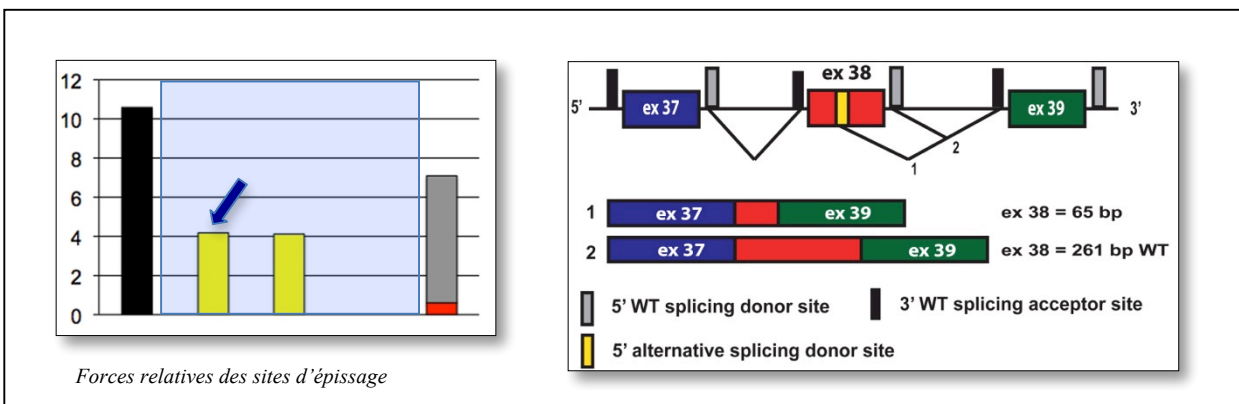 12
10
8
6
4
2
0
Forces relatives des sites d’épissage
ex 38
5’ ex 37 ex 39 3’
2
1
1 ex 37 ex 39 ex 38 = 65 bp
2 ex 37 ex 39 ex 38 = 261 bp WT
5’ WT splicing donor site 3’ WT splicing acceptor site
5’ alternative splicing donor site